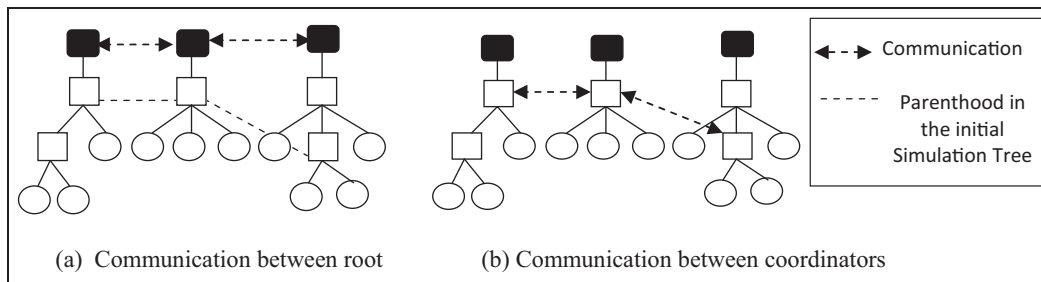 Communication
Parenthood in
the initial
Simulation Tree
(a) Communication between root
(b) Communication between coordinators